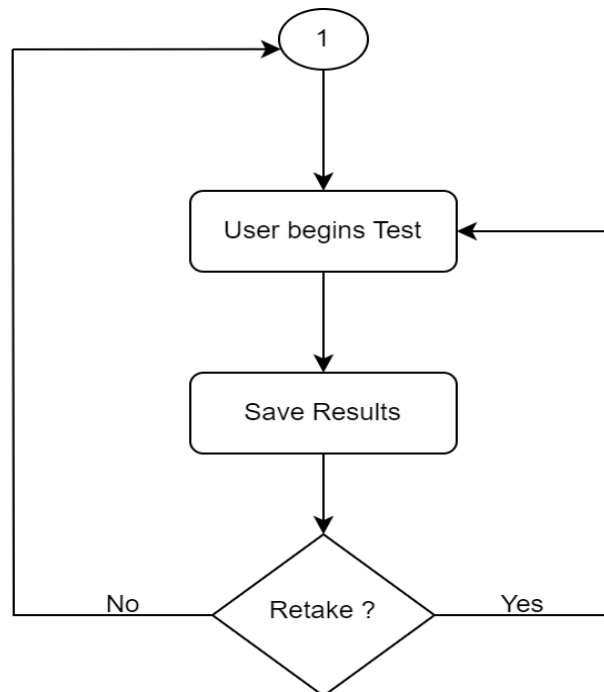 1
User begins Test
Save Results
No
Retake ?
Yes